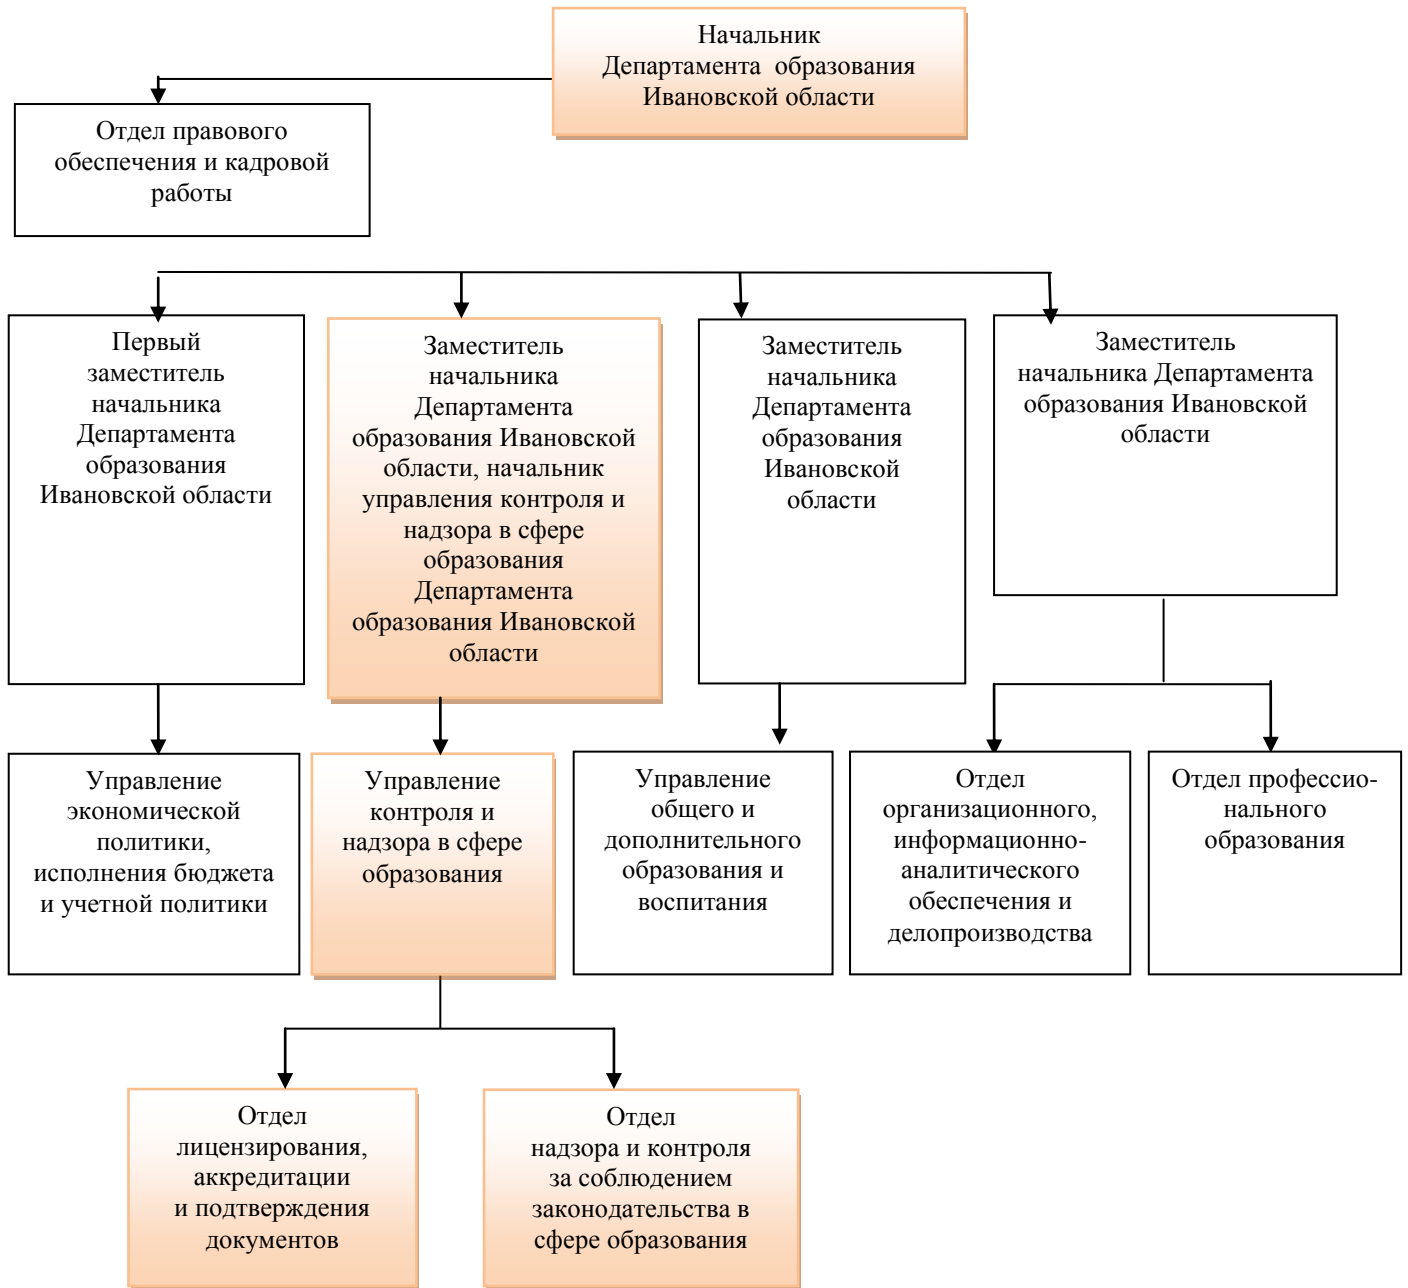 Начальник
Департамента образования
Ивановской области
Отдел правового
обеспечения и кадровой
работы
Первый
заместитель
начальника
Департамента
образования
Ивановской области
Заместитель
начальника
Департамента
образования Ивановской
области, начальник
управления контроля и
надзора в сфере
образования
Департамента
образования Ивановской
области
Заместитель
начальника
Департамента
образования
Ивановской
области
Заместитель
начальника Департамента
образования Ивановской
области
Управление
экономической
политики,
исполнения бюджета
и учетной политики
Управление
контроля и
надзора в сфере
образования
Управление
общего и
дополнительного
образования и
воспитания
Отдел
организационного,
информационно-
аналитического
обеспечения и
делопроизводства
Отдел профессио-
нального
образования
Отдел
лицензирования,
аккредитации
и подтверждения
документов
Отдел
надзора и контроля
за соблюдением
законодательства в
сфере образования